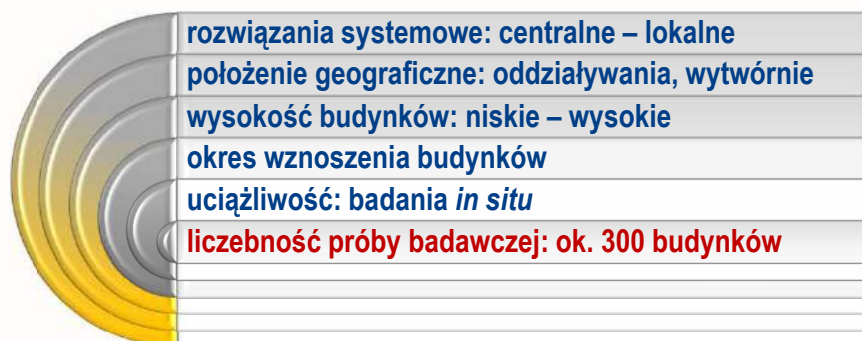 rozwiązania systemowe: centralne – lokalne
położenie geograficzne: oddziaływania, wytwórnie
wysokość budynków: niskie – wysokie
okres wznoszenia budynków
uciążliwość: badania in situ
liczebność próby badawczej: ok. 300 budynków